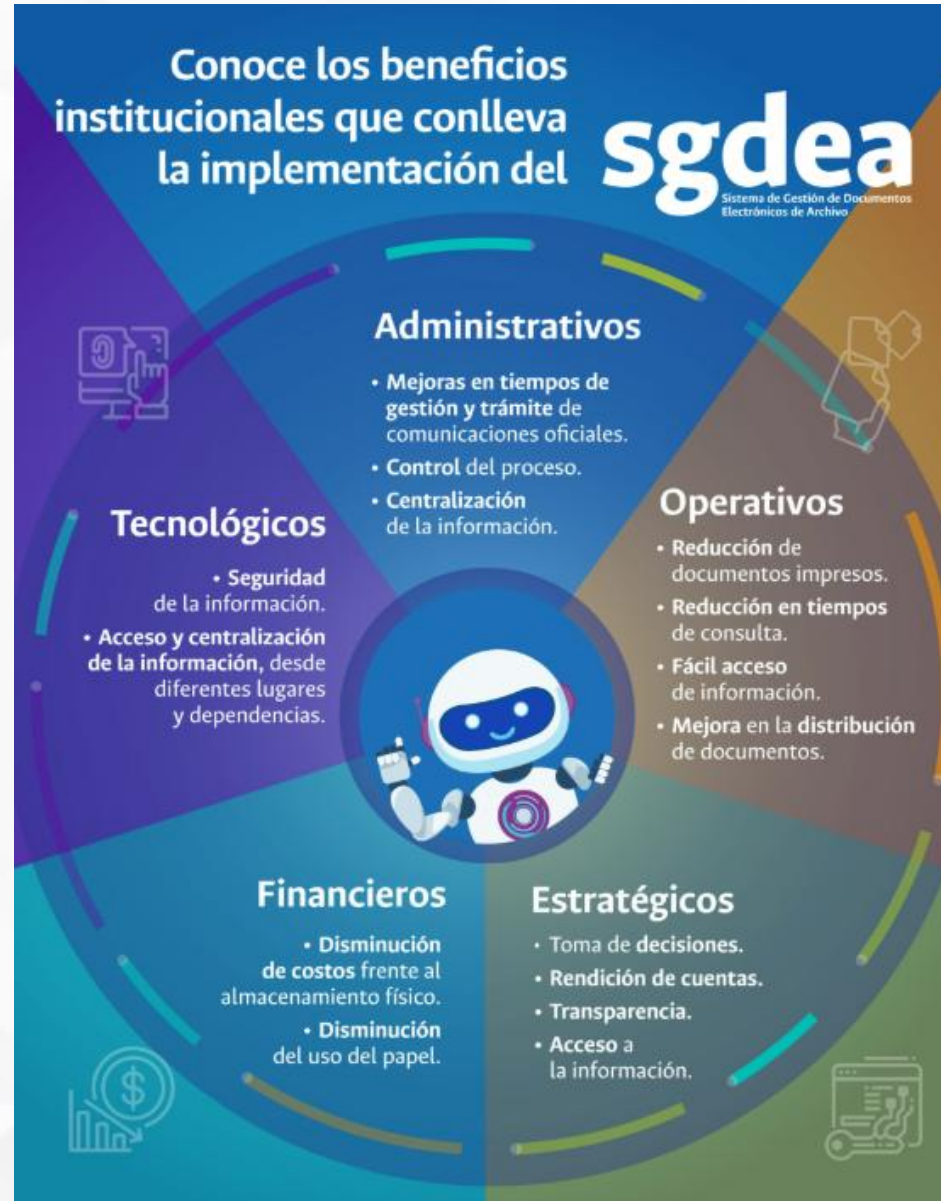 Conoce los beneficios
institucionales que conlleva
la implementación del
sgdea
Sistema de Gestión de Documentos
Electrónicos de Archivo
Administrativos
• Mejoras en tiempos de
gestión y trámite de
comunicaciones oficiales.
• Control del proceso.
• Centralización
de la información.
Tecnológicos
• Seguridad
de la información.
• Acceso y centralización
de la información, desde
diferentes lugares
y dependencias.
Operativos
• Reducción de
documentos impresos.
• Reducción en tiempos
de consulta.
• Fácil acceso
de información.
• Mejora en la distribución
de documentos.
Financieros
• Disminución
de costos frente al
almacenamiento físico.
• Disminución
del uso del papel.
Estratégicos
• Toma de decisiones.
• Rendición de cuentas.
• Transparencia.
• Acceso a
la información.